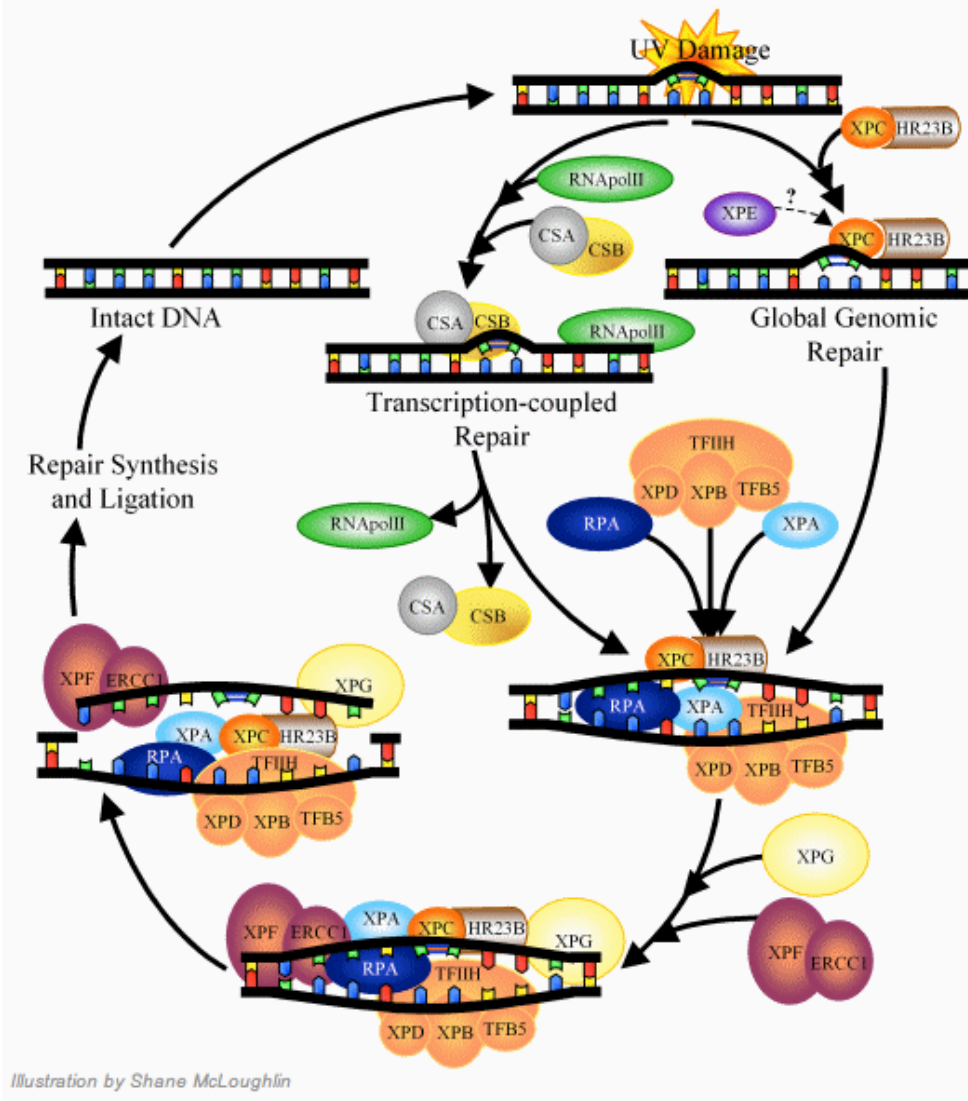 UV Damage
XPC HR23B
RNApolII
XPE
?
XPC HR23B
CSA
CSB
Intact DNA
CSA CSB
RNApolII
Global Genomic
Repair
Transcription-coupled
Repair
Repair Synthesis
and Ligation
TFIIH
XPD XPB TFB5
RNApolII
RPA
XPA
CSA
CSB
XPC HR23B
RPA XPA TFIIH
XPD XPB TFB5
XPF ERCC1
XPG
XPA XPC HR23B
RPA
TFIIH
XPD XPB TFB5
XPG
XPF
ERCC1
XPF ERCC1 XPA XPC HR23B XPG
RPA TFIIH
XPD XPB TFB5
Illustration by Shane McLoughlin